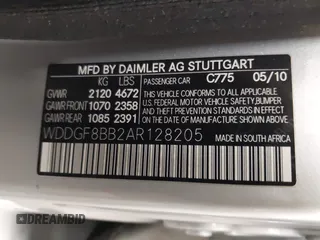 MFD BY DAIMLER AG STUTTGART
KG LBS PASSENGER CAR C775 05/10
GVWR 2120 4672
GAWR FRONT 1070 2358
GAWR REAR 1085 2391
THIS VEHICLE CONFORMS TO ALL APPLICABLE U.S. FEDERAL MOTOR VEHICLE SAFETY, BUMPER, AND THEFT PREVENTION STANDARDS IN EFFECT ON THE DATE OF MANUFACTURE SHOWN ABOVE.
WDDGF8BB2AR128205
MADE IN SOUTH AFRICA
© DREAMBID